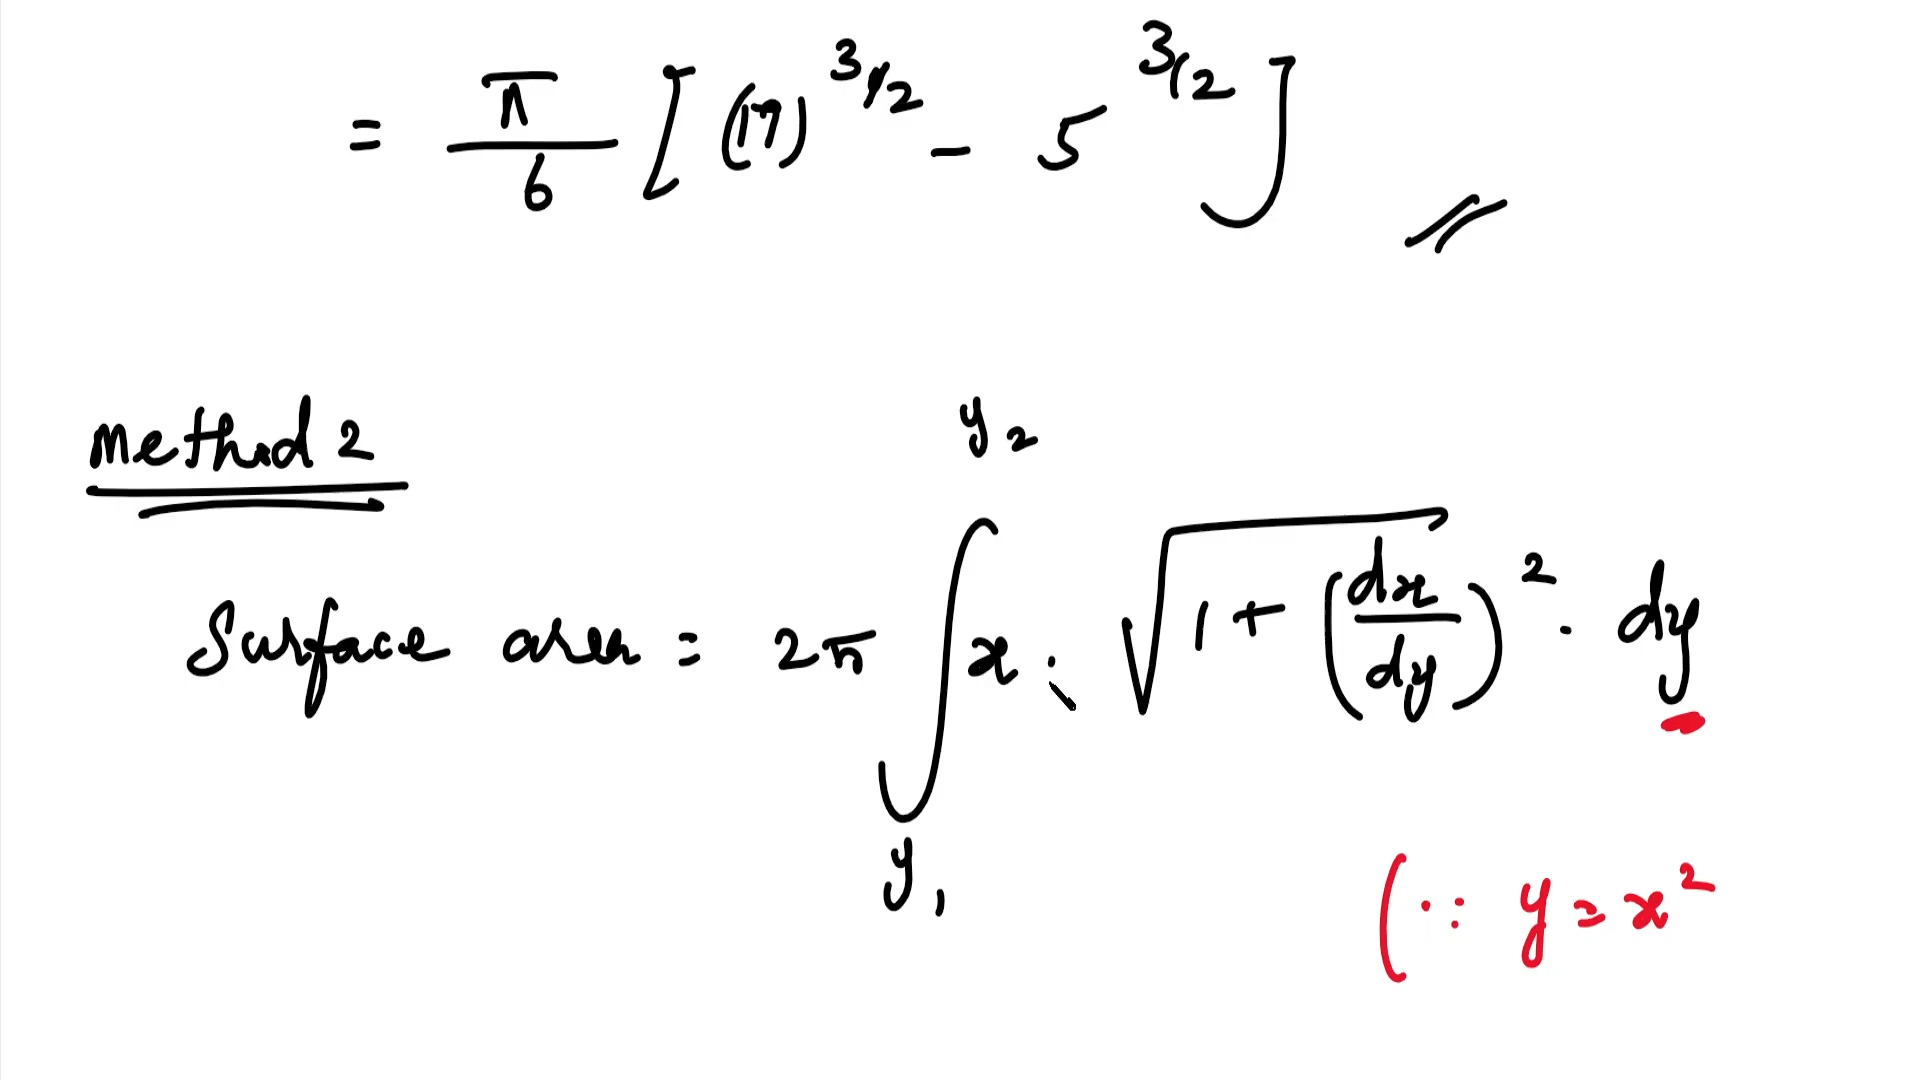 = π/6 [(17)^3/2 - 5^3/2]
Method 2
Surface area = 2π ∫_{y₁}^{y₂} x . √(1 + (dx/dy)²) . dy
(∵ y = x²